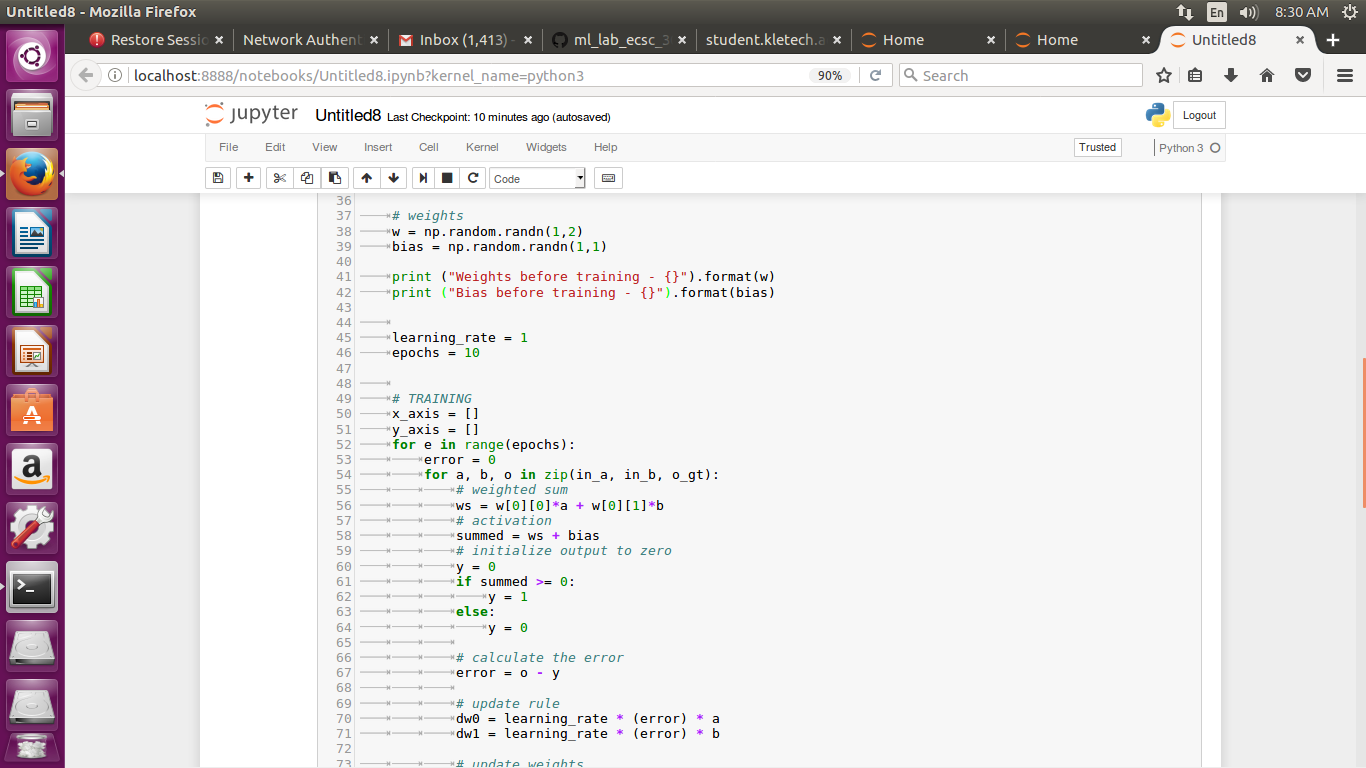 Untitled8 - Mozilla Firefox
En
8:30 AM
Restore Sessio
Network Authent
Inbox (1,413) -
ml_lab_ecsc_3
student.kletech.a
Home
Home
Untitled8
localhost:8888/notebooks/Untitled8.ipynb?kernel_name=python3
90%
Search
jupyter
Untitled8 Last Checkpoint: 10 minutes ago (autosaved)
Logout
File Edit View Insert Cell Kernel Widgets Help
Trusted
Python 3
Code
36
37 # weights
38 w = np.random.randn(1,2)
39 bias = np.random.randn(1,1)
40
41 print ("Weights before training - {}").format(w)
42 print ("Bias before training - {}").format(bias)
43
44
45 learning_rate = 1
46 epochs = 10
47
48
49 # TRAINING
50 x_axis = []
51 y_axis = []
52 for e in range(epochs):
53 error = 0
54 for a, b, o in zip(in_a, in_b, o_gt):
55 # weighted sum
56 ws = w[0][0]*a + w[0][1]*b
57 # activation
58 summed = ws + bias
59 # initialize output to zero
60 y = 0
61 if summed >= 0:
62 y = 1
63 else:
64 y = 0
65
66 # calculate the error
67 error = o - y
68
69 # update rule
70 dw0 = learning_rate * (error) * a
71 dw1 = learning_rate * (error) * b
72
73 # update weights